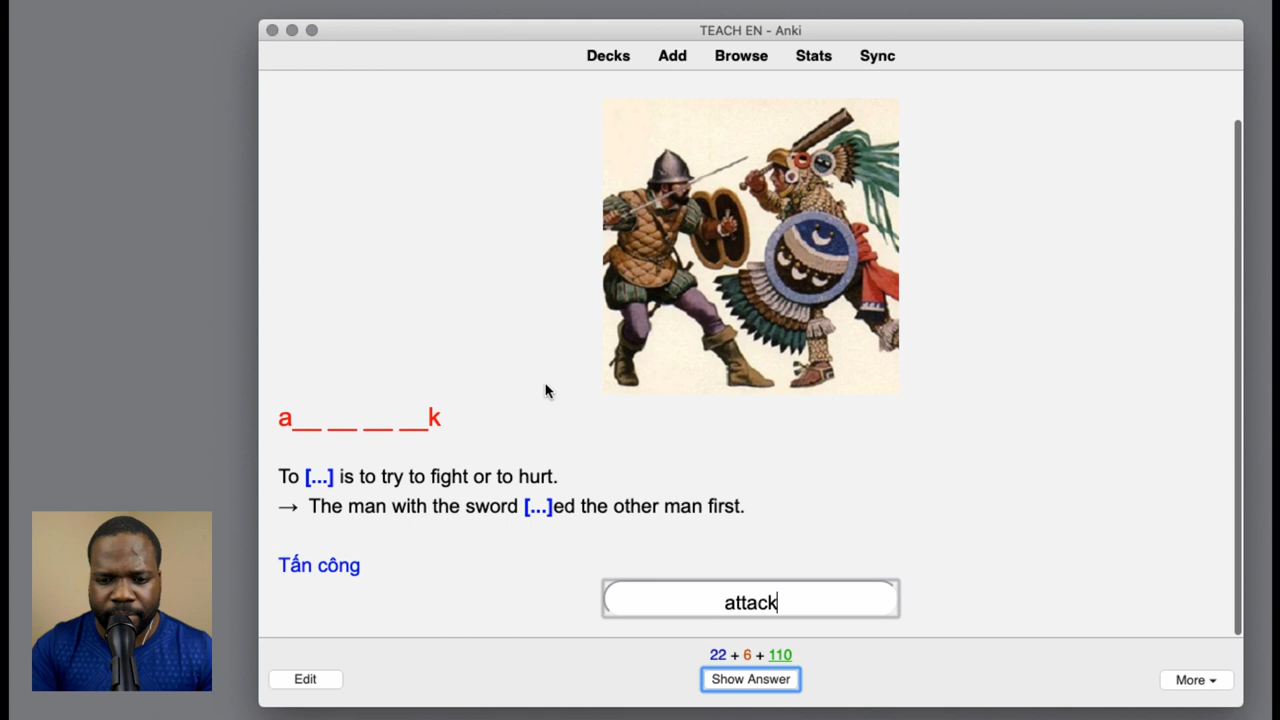 TEACH EN - Anki
Decks Add Browse Stats Sync
a__ __ __ __k
To [...] is to try to fight or to hurt.
→ The man with the sword [...]ed the other man first.
Tấn công
attack
22 + 6 + 110
Edit Show Answer More